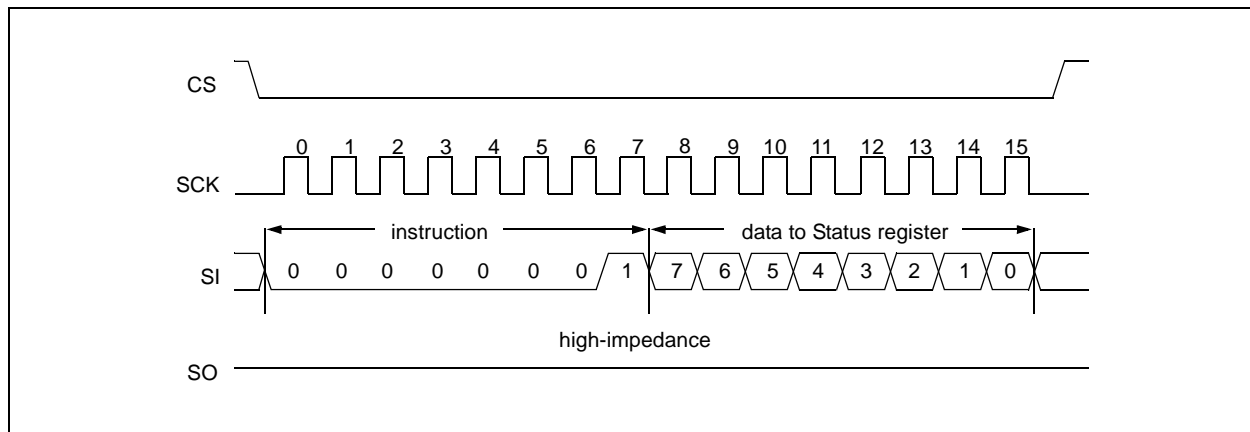 CS
0 1 2 3 4 5 6 7 8 9 10 11 12 13 14 15
SCK
instruction data to Status register
SI 0 0 0 0 0 0 0 1 7 6 5 4 3 2 1 0
high-impedance
SO